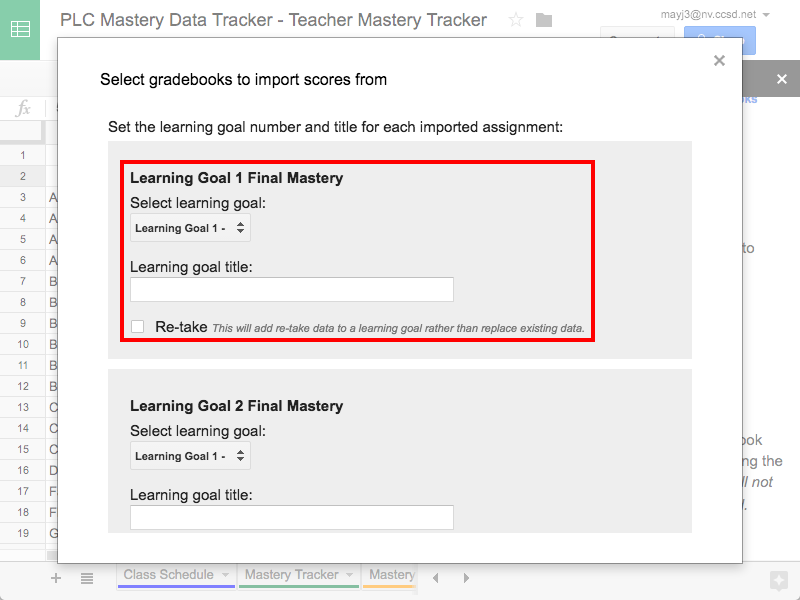 PLC Mastery Data Tracker - Teacher Mastery Tracker
mayj3@nv.ccsd.net
Select gradebooks to import scores from
fx
Set the learning goal number and title for each imported assignment:
Learning Goal 1 Final Mastery
Select learning goal:
Learning Goal 1 -
Learning goal title:
Re-take This will add re-take data to a learning goal rather than replace existing data.
Learning Goal 2 Final Mastery
Select learning goal:
Learning Goal 1 -
Learning goal title:
1
2
3 A
4 A
5 A
6 A
7 B
8 B
9 B
10 B
11 B
12 B
13 C
14 C
15 C
16 D
17 F
18 F
19 G
to
ng the
not
Class Schedule
Mastery Tracker
Mastery